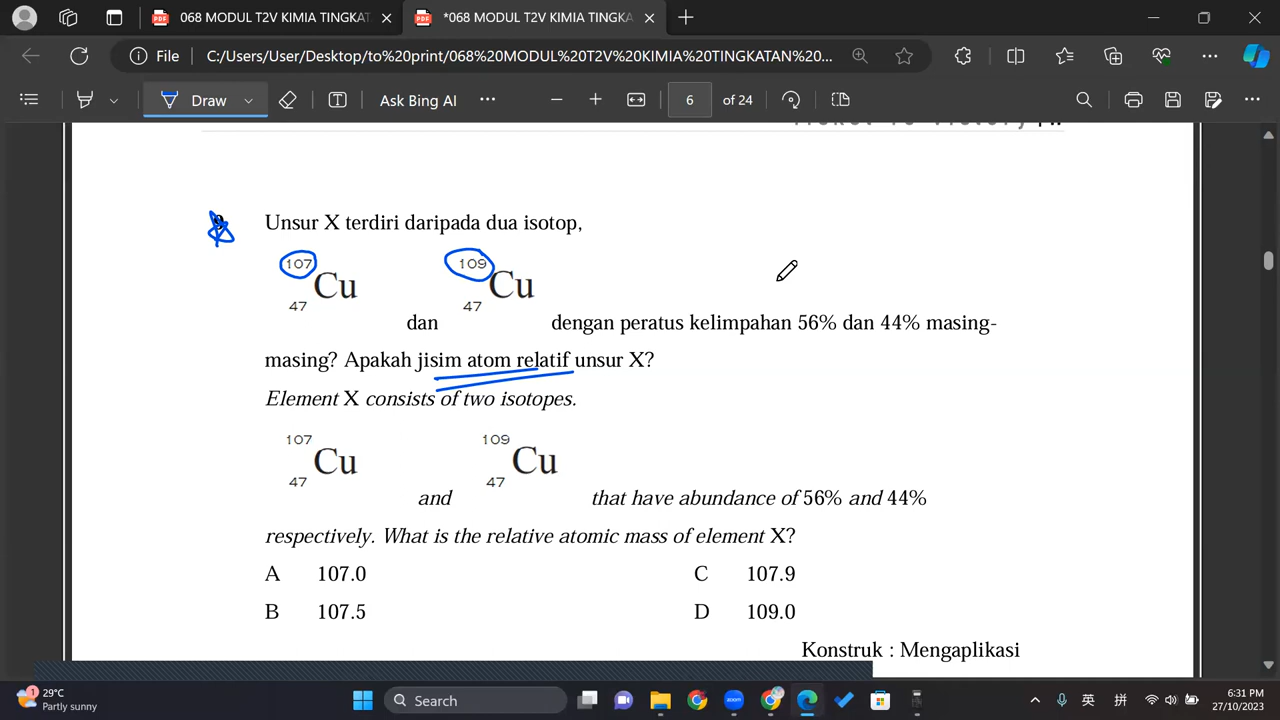 068 MODUL T2V KIMIA TINGKA
*068 MODUL T2V KIMIA TINGKA
File
C:/Users/User/Desktop/to%20print/068%20MODUL%20T2V%20KIMIA%20TINGKATAN%20...
Draw
Ask Bing AI
6
of 24
Unsur X terdiri daripada dua isotop,
107 47 Cu dan 109 47 Cu dengan peratus kelimpahan 56% dan 44% masing-
masing? Apakah jisim atom relatif unsur X?
Element X consists of two isotopes.
107 47 Cu and 109 47 Cu that have abundance of 56% and 44%
respectively. What is the relative atomic mass of element X?
A 107.0
C 107.9
B 107.5
D 109.0
Konstruk : Mengaplikasi
1
29°C
Partly sunny
Search
zoom
英
拼
6:31 PM
27/10/2023